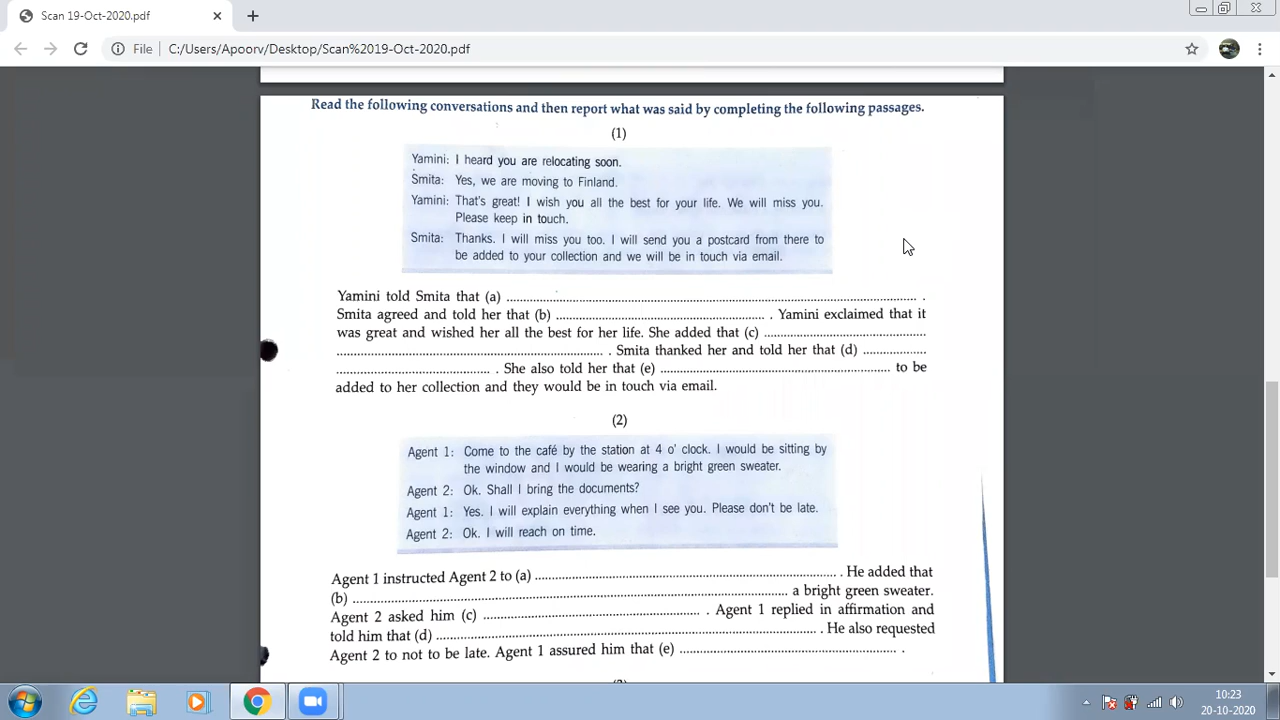 Scan 19-Oct-2020.pdf
File C:/Users/Apoorv/Desktop/Scan%2019-Oct-2020.pdf
Read the following conversations and then report what was said by completing the following passages.
(1)
Yamini: I heard you are relocating soon.
Smita: Yes, we are moving to Finland.
Yamini: That's great! I wish you all the best for your life. We will miss you.
Please keep in touch.
Smita: Thanks. I will miss you too. I will send you a postcard from there to
be added to your collection and we will be in touch via email.
Yamini told Smita that (a) .................... .
Smita agreed and told her that (b) .................... . Yamini exclaimed that it
was great and wished her all the best for her life. She added that (c) ....................
.................... . Smita thanked her and told her that (d) ....................
.................... . She also told her that (e) .................... to be
added to her collection and they would be in touch via email.
(2)
Agent 1: Come to the café by the station at 4 o' clock. I would be sitting by
the window and I would be wearing a bright green sweater.
Agent 2: Ok. Shall I bring the documents?
Agent 1: Yes. I will explain everything when I see you. Please don't be late.
Agent 2: Ok. I will reach on time.
Agent 1 instructed Agent 2 to (a) .................... . He added that
(b) .................... a bright green sweater.
Agent 2 asked him (c) .................... . Agent 1 replied in affirmation and
told him that (d) .................... . He also requested
Agent 2 to not to be late. Agent 1 assured him that (e) .................... .
10:23
20-10-2020